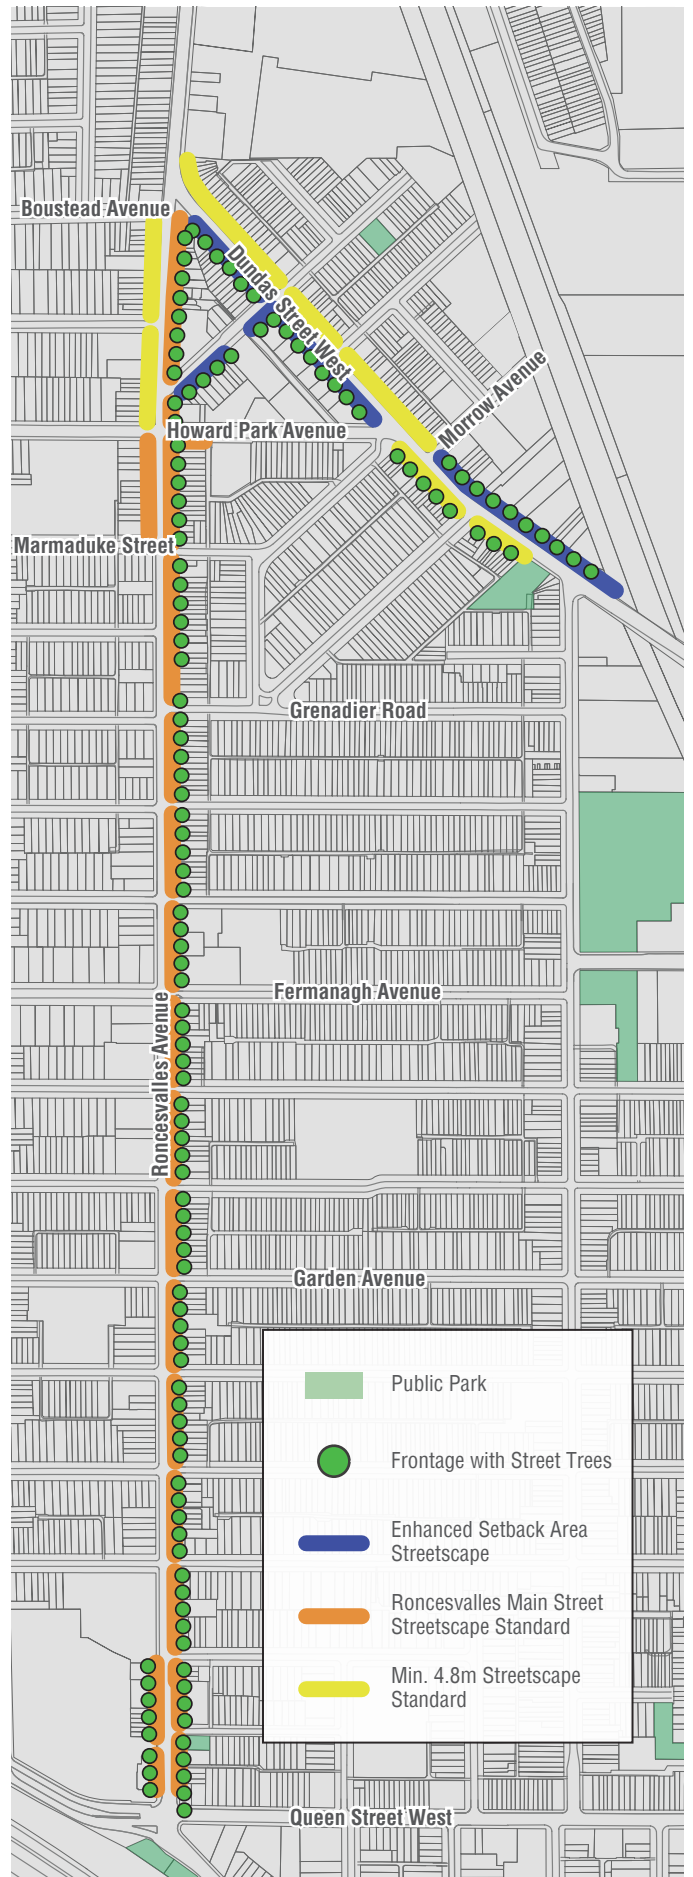 Boustead Avenue
Dundas Street West
Morrow Avenue
Howard Park Avenue
Marmaduke Street
Grenadier Road
Fermanagh Avenue
Roncesvalles Avenue
Garden Avenue
Public Park
Frontage with Street Trees
Enhanced Setback Area
Streetscape
Roncesvalles Main Street
Streetscape Standard
Min. 4.8m Streetscape
Standard
Queen Street West